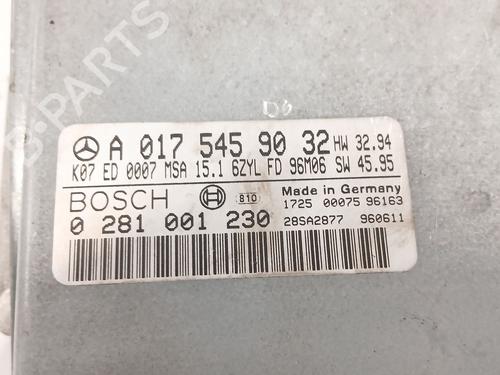 B-PARTS
A 017 545 90 32 HW 32.94
K07 ED 0007 MSA 15.1 6ZYL FD 96M06 SW 45.95
BOSCH 810 Made in Germany
0 281 001 230 1725 00075 96163
28SA2877 960611